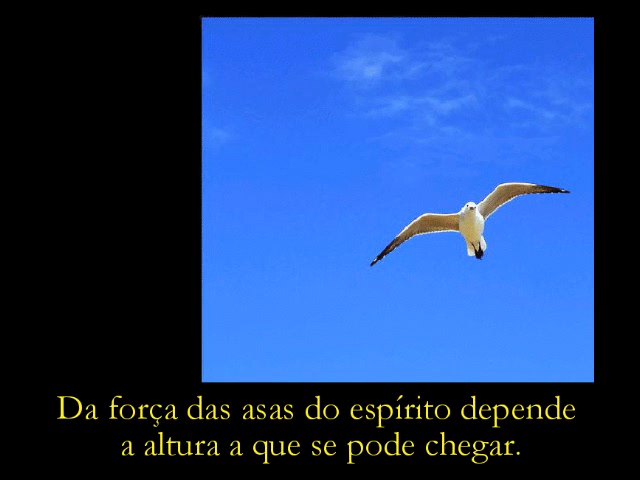 Da força das asas do espírito depende
a altura a que se pode chegar.